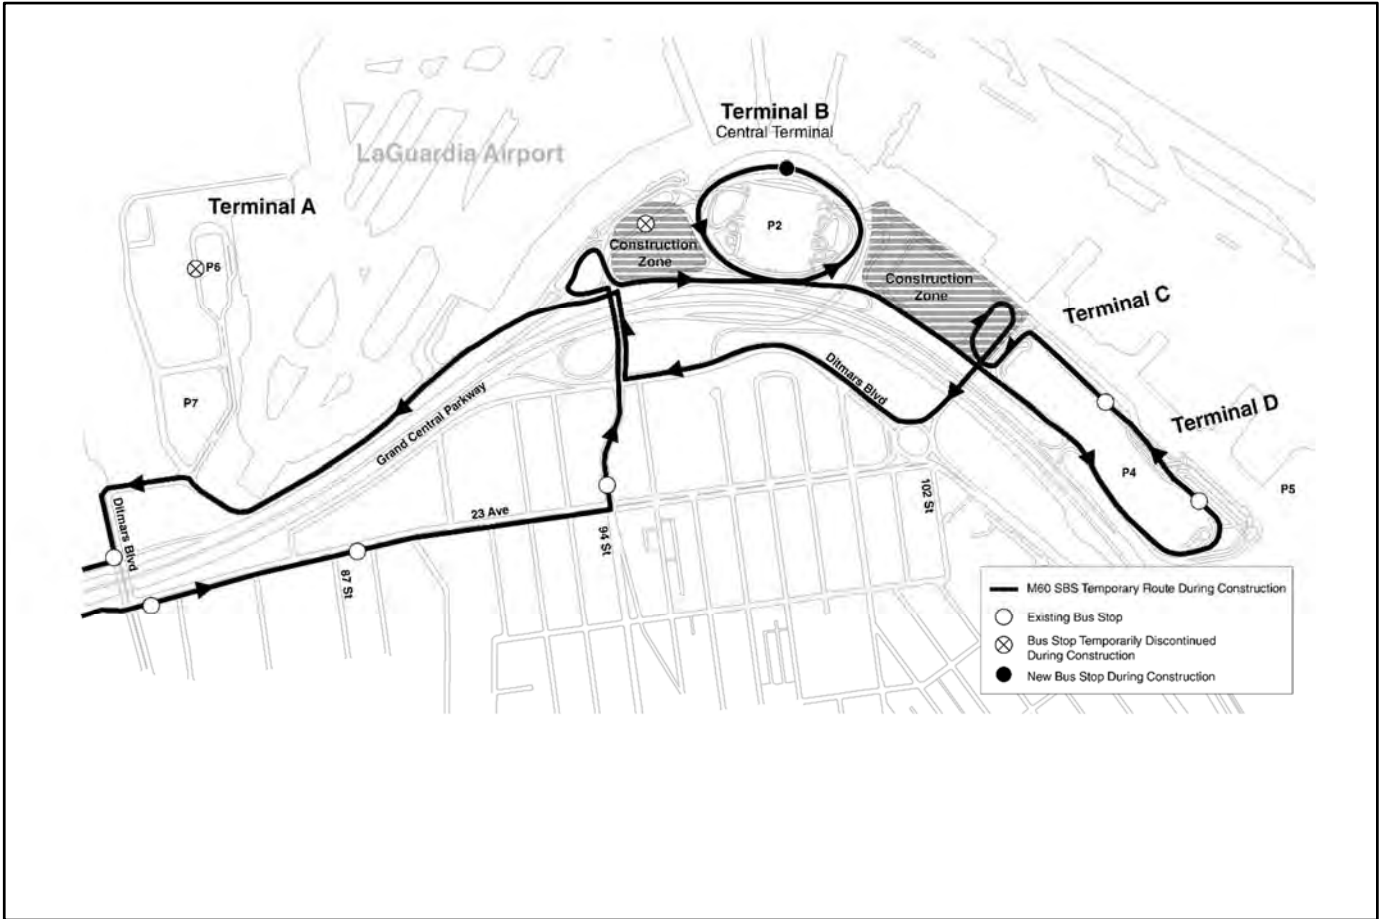 Terminal B
Central Terminal
LaGuardia Airport
Terminal A
P2
Construction
Zone
P6
Construction
Zone
Terminal C
Ditmars Blvd
P7
Grand Central Parkway
Terminal D
P4
P5
Ditmars Blvd
23 Ave
102 St
94 St
87 St
M60 SBS Temporary Route During Construction
Existing Bus Stop
Bus Stop Temporarily Discontinued
During Construction
New Bus Stop During Construction